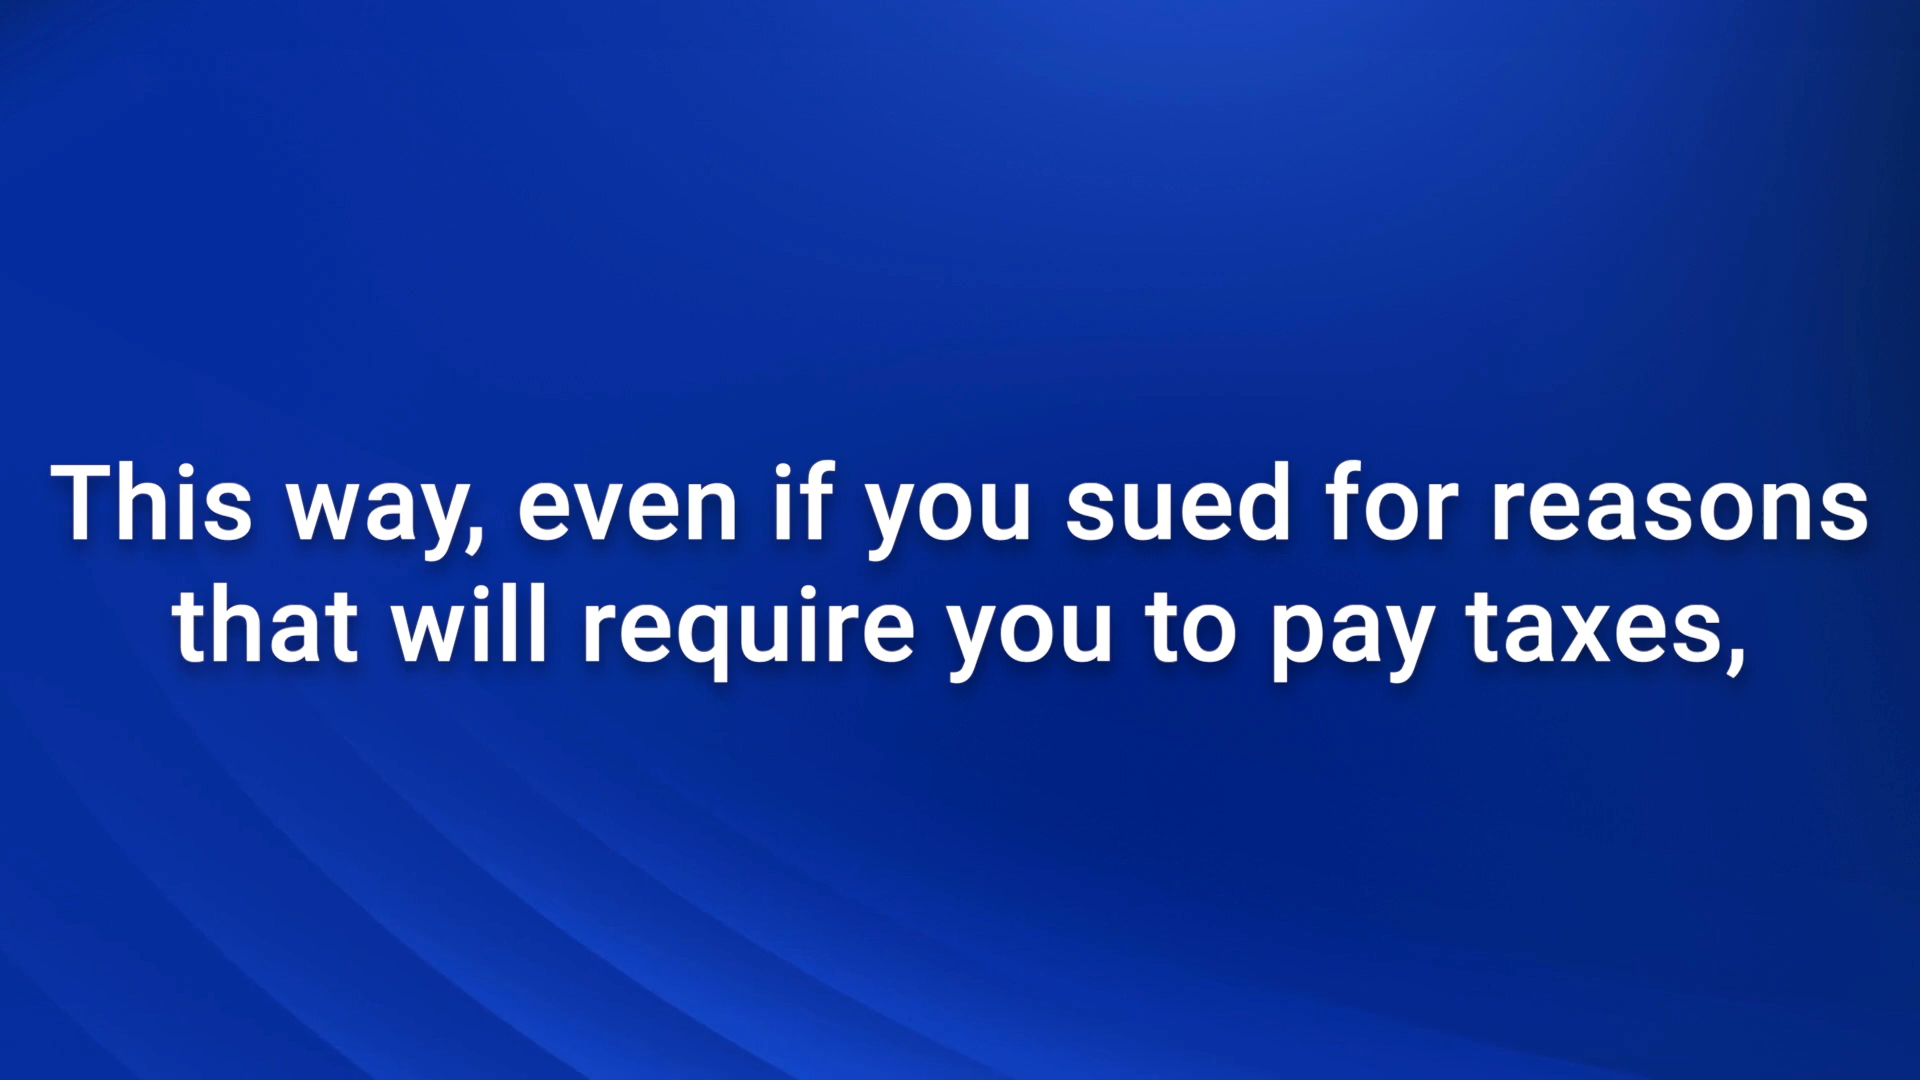 This way, even if you sued for reasons
that will require you to pay taxes,